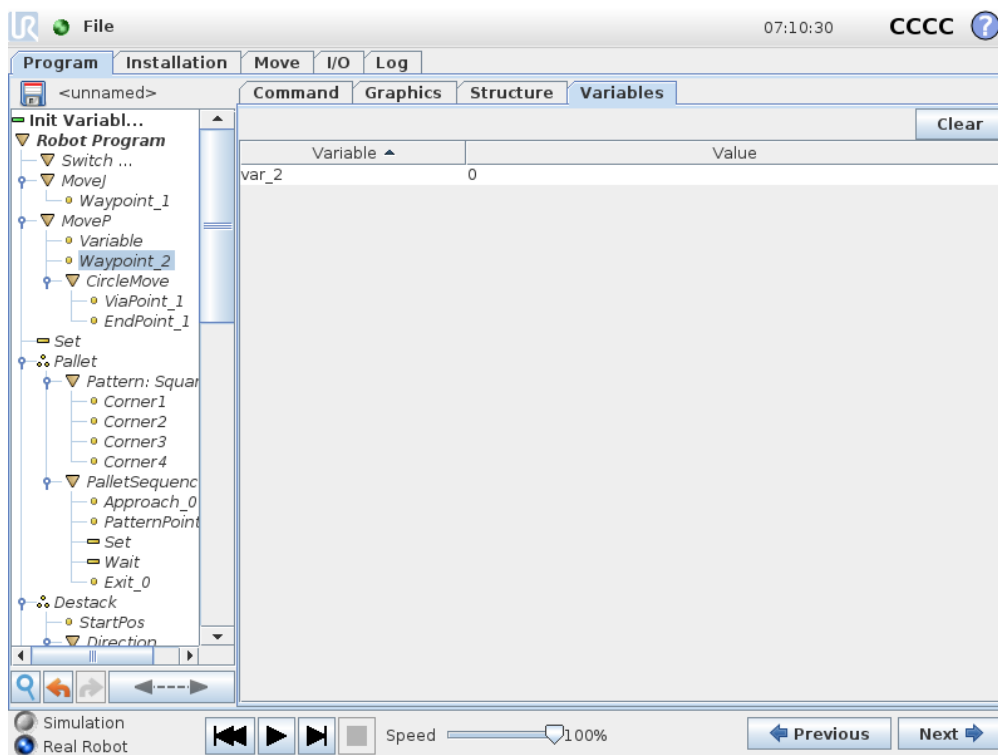 UR File 07:10:30 CCCC ?
Program Installation Move I/O Log
<unnamed> Command Graphics Structure Variables
Clear
Variable Value
var_2 0
Init Variabl...
Robot Program
Switch ...
MoveJ
Waypoint_1
MoveP
Variable
Waypoint_2
CircleMove
ViaPoint_1
EndPoint_1
Set
Pallet
Pattern: Squar
Corner1
Corner2
Corner3
Corner4
PalletSequenc
Approach_0
PatternPoint
Set
Wait
Exit_0
Destack
StartPos
Direction
Simulation
Real Robot
Speed 100%
Previous Next